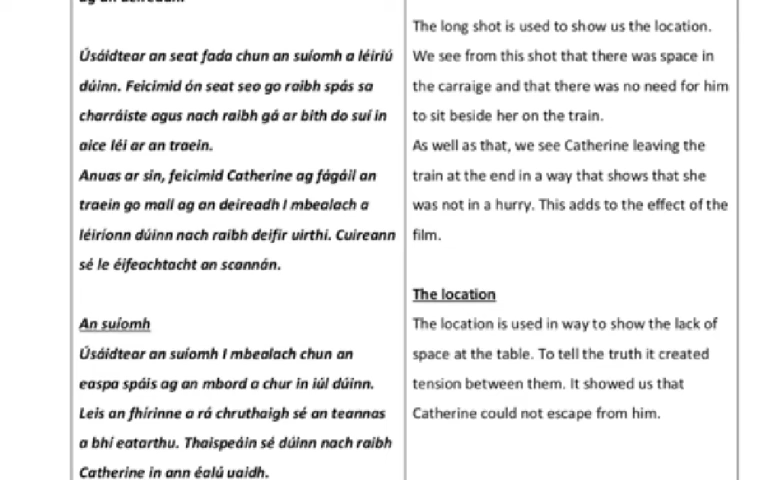 Úsáidtear an seat fada chun an suíomh a léiriú
dúinn. Feicimid ón seat seo go raibh spás sa
charráiste agus nach raibh gá ar bith do suí in
aice léi ar an traein.
Anuas ar sin, feicimid Catherine ag fágáil an
traein go mall ag an deireadh I mbealach a
léiríonn dúinn nach raibh deifir uirthi. Cuireann
sé le éifeachtacht an scannán.
An suíomh
Úsáidtear an suíomh I mbealach chun an
easpa spáis ag an mbord a chur in iúl dúinn.
Leis an fhírinne a rá chruthaigh sé an teannas
a bhí eatarthu. Thaispeáin sé dúinn nach raibh
Catherine in ann éalú uaidh.
The long shot is used to show us the location.
We see from this shot that there was space in
the carraige and that there was no need for him
to sit beside her on the train.
As well as that, we see Catherine leaving the
train at the end in a way that shows that she
was not in a hurry. This adds to the effect of the
film.
The location
The location is used in way to show the lack of
space at the table. To tell the truth it created
tension between them. It showed us that
Catherine could not escape from him.